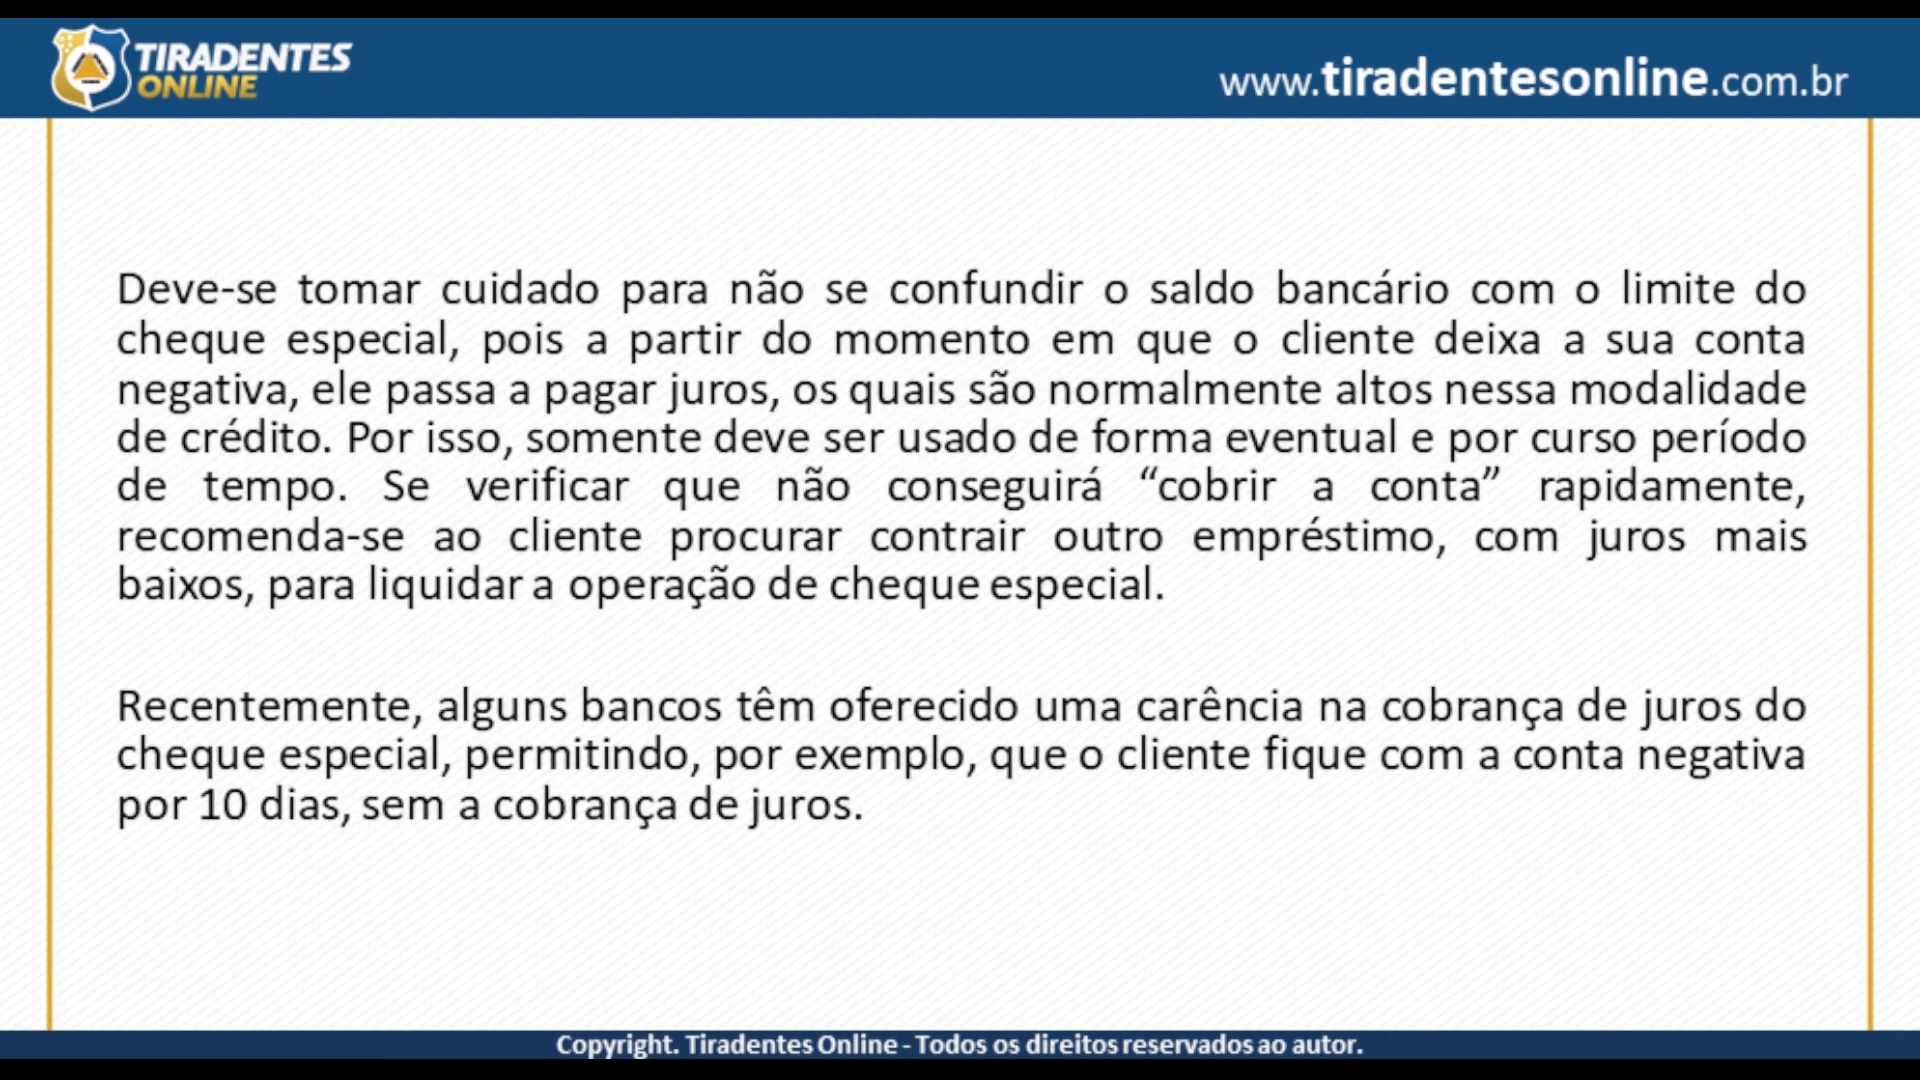 TIRADENTES
ONLINE
www.tiradentesonline.com.br
Deve-se tomar cuidado para não se confundir o saldo bancário com o limite do
cheque especial, pois a partir do momento em que o cliente deixa a sua conta
negativa, ele passa a pagar juros, os quais são normalmente altos nessa modalidade
de crédito. Por isso, somente deve ser usado de forma eventual e por curso período
de tempo. Se verificar que não conseguirá “cobrir a conta” rapidamente,
recomenda-se ao cliente procurar contrair outro empréstimo, com juros mais
baixos, para liquidar a operação de cheque especial.
Recentemente, alguns bancos têm oferecido uma carência na cobrança de juros do
cheque especial, permitindo, por exemplo, que o cliente fique com a conta negativa
por 10 dias, sem a cobrança de juros.
Copyright. Tiradentes Online - Todos os direitos reservados ao autor.